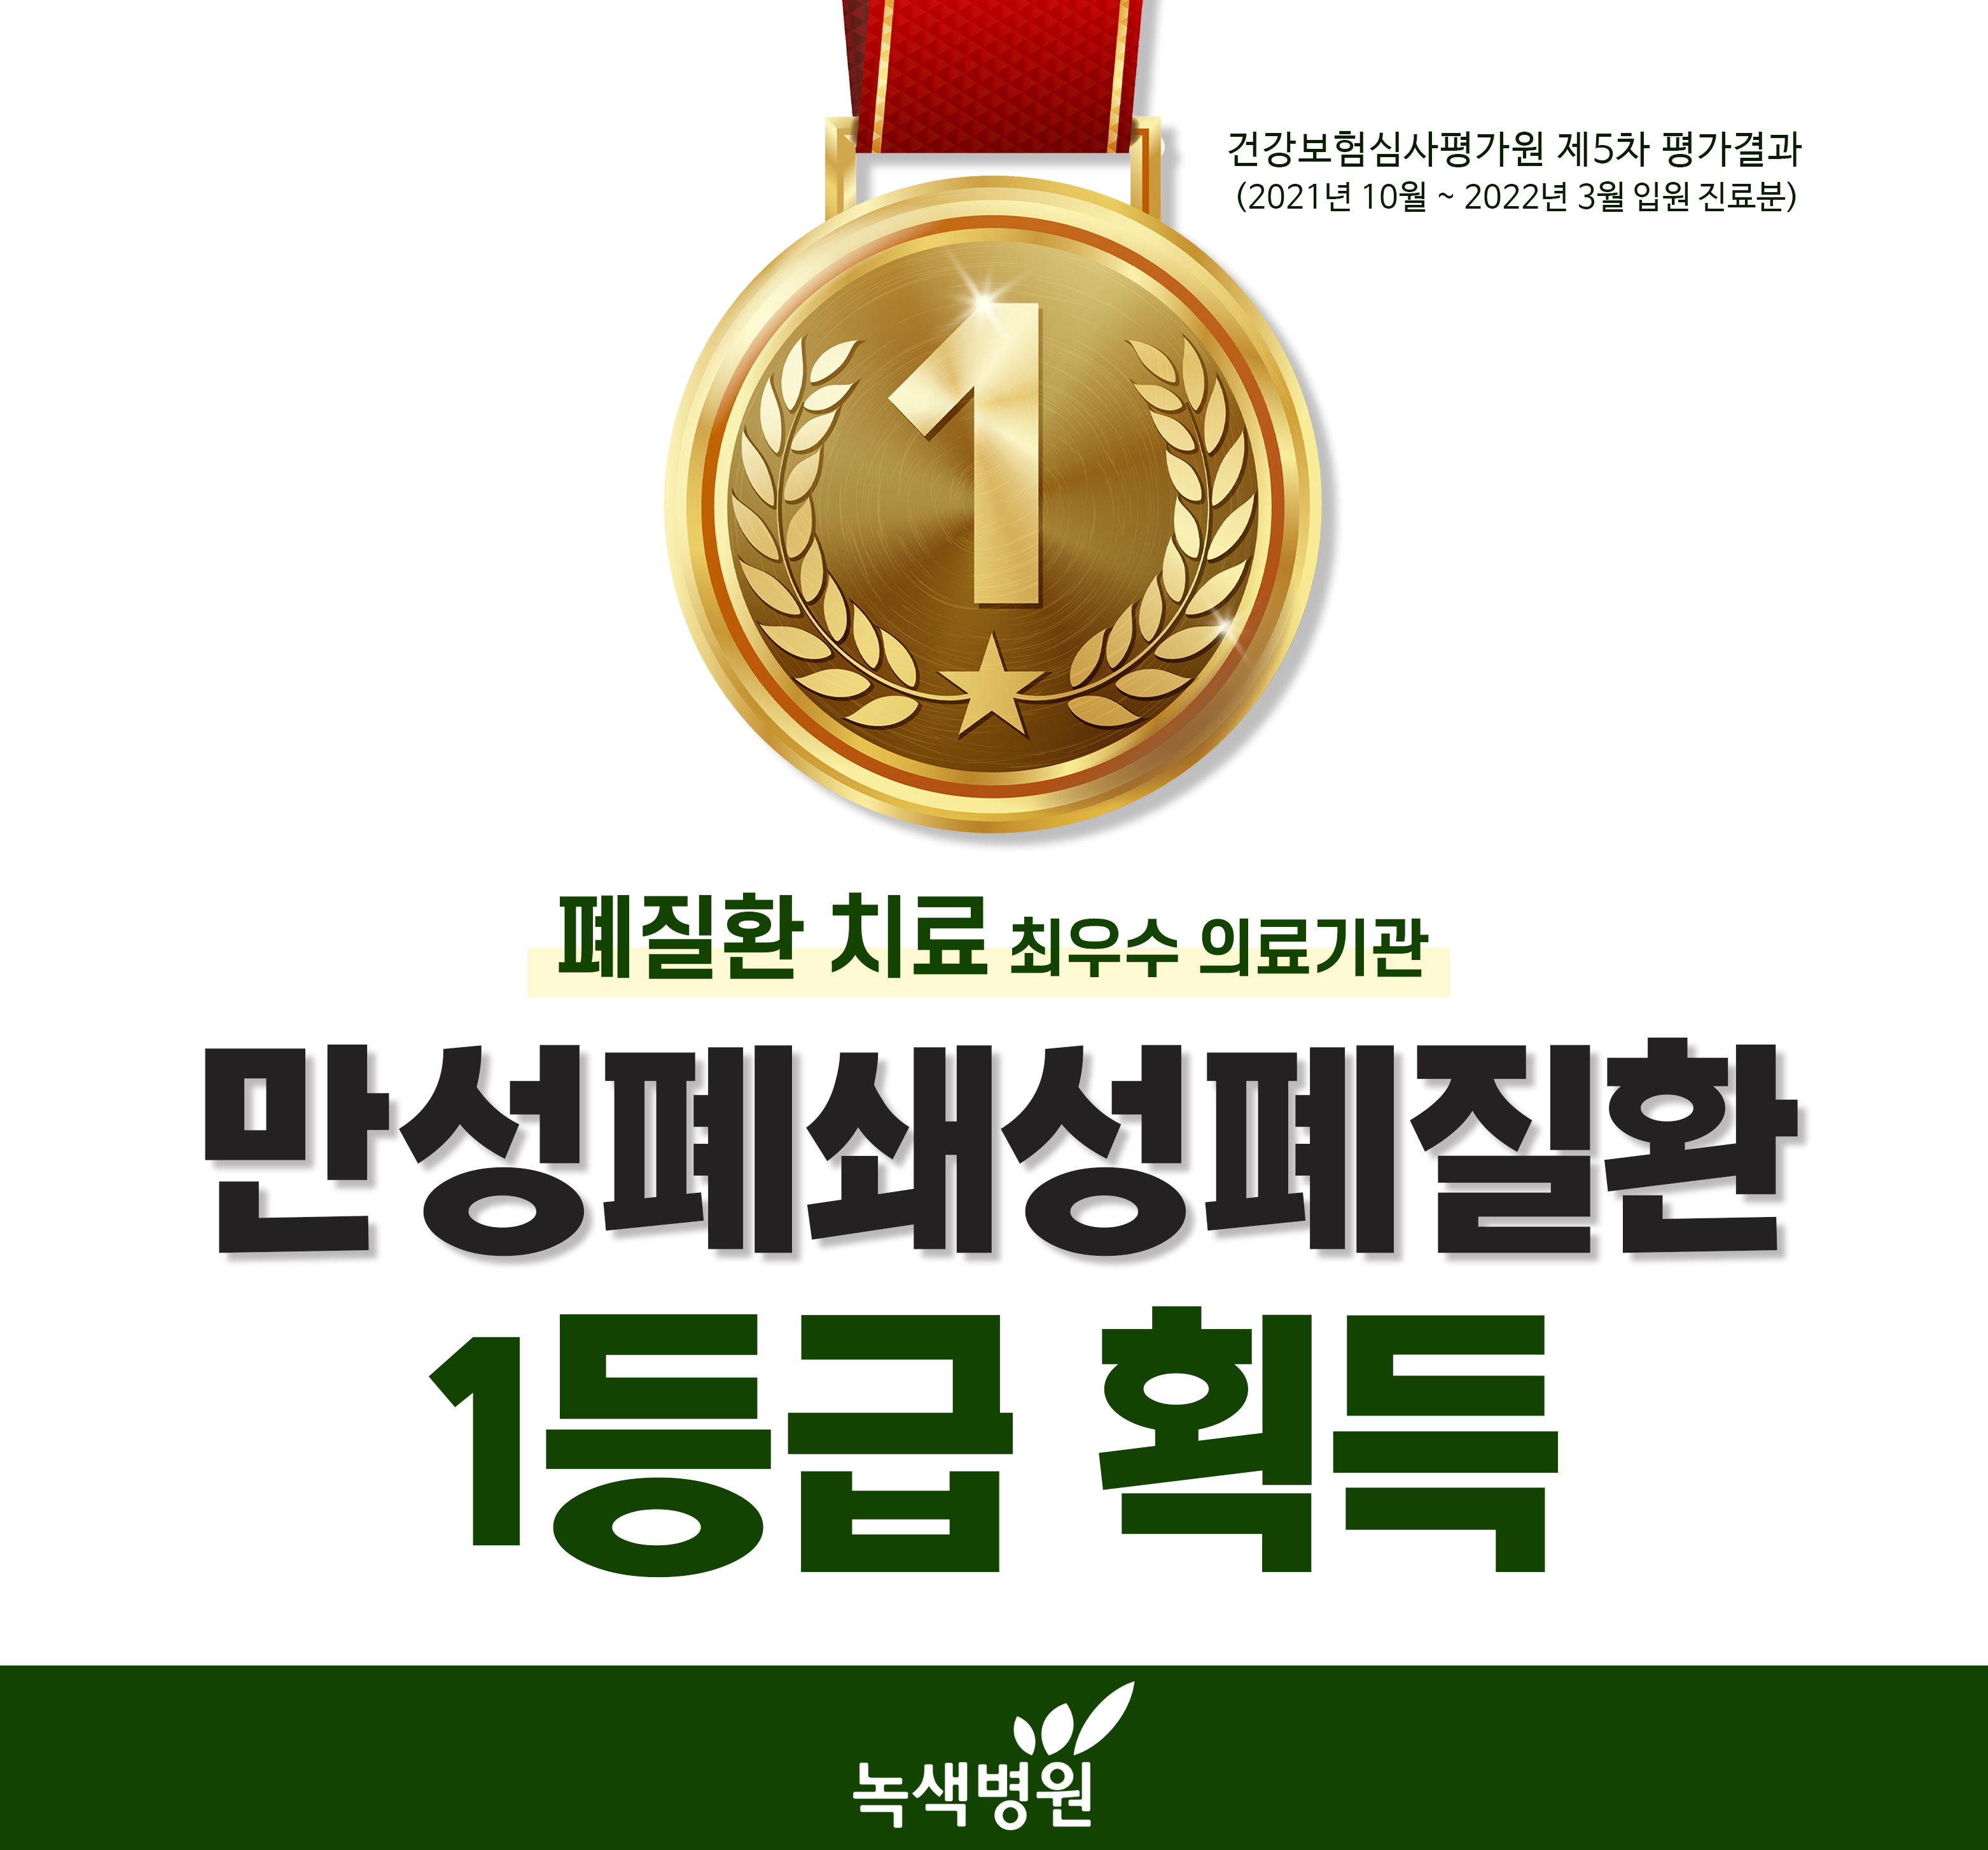 건강보험심사평가원 제5차 평가결과
(2021년 10월 ~ 2022년 3월 입원 진료분)
1
폐질환 치료 최우수 의료기관
만성폐쇄성폐질환
1등급 획득
녹색병원